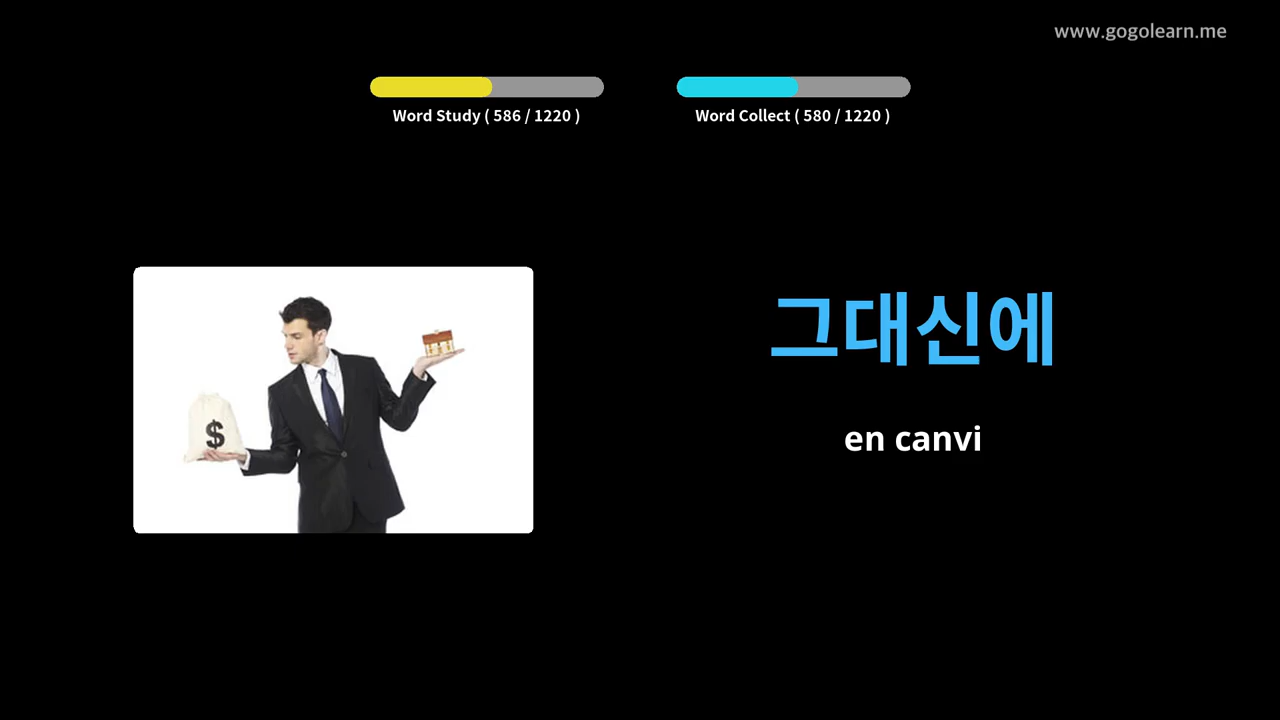 www.gogolearn.me
Word Study ( 586 / 1220 )
Word Collect ( 580 / 1220 )
$
그대신에
en canvi